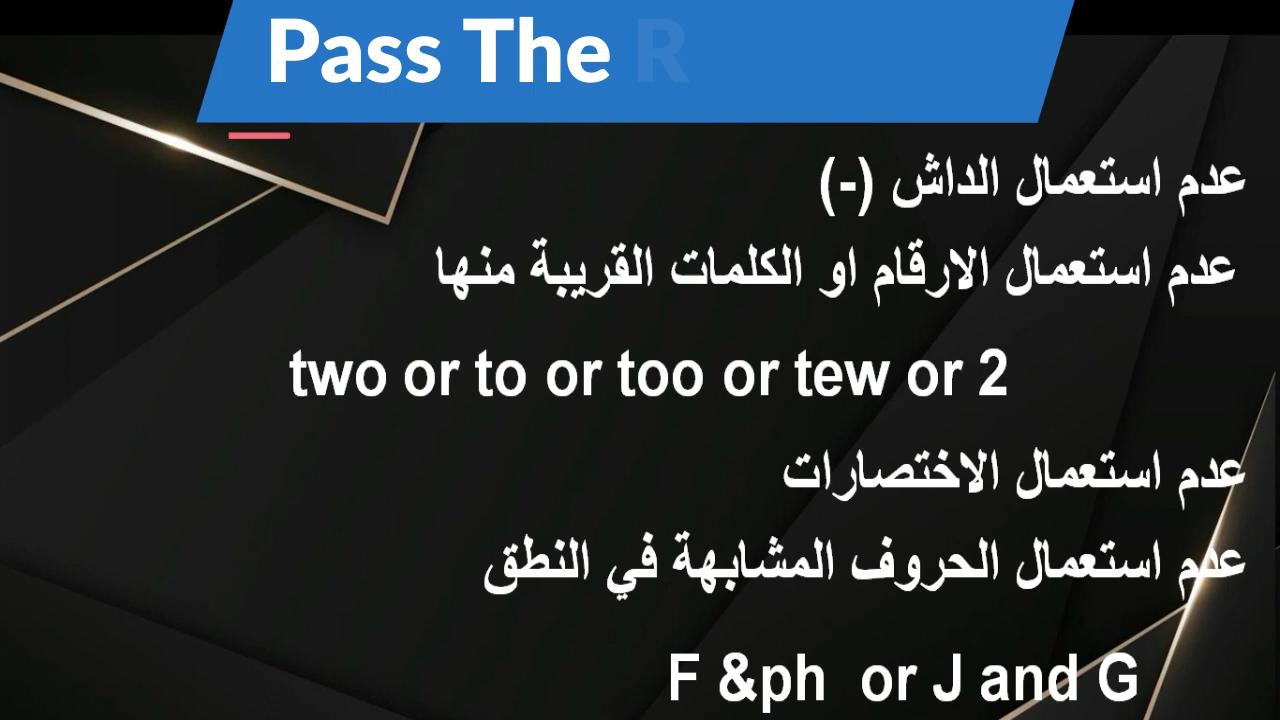 Pass The R
عدم استعمال الداش (-)
عدم استعمال الارقام او الكلمات القريبة منها
two or to or too or tew or 2
عدم استعمال الاختصارات
عدم استعمال الحروف المشابهة في النطق
F &ph or J and G